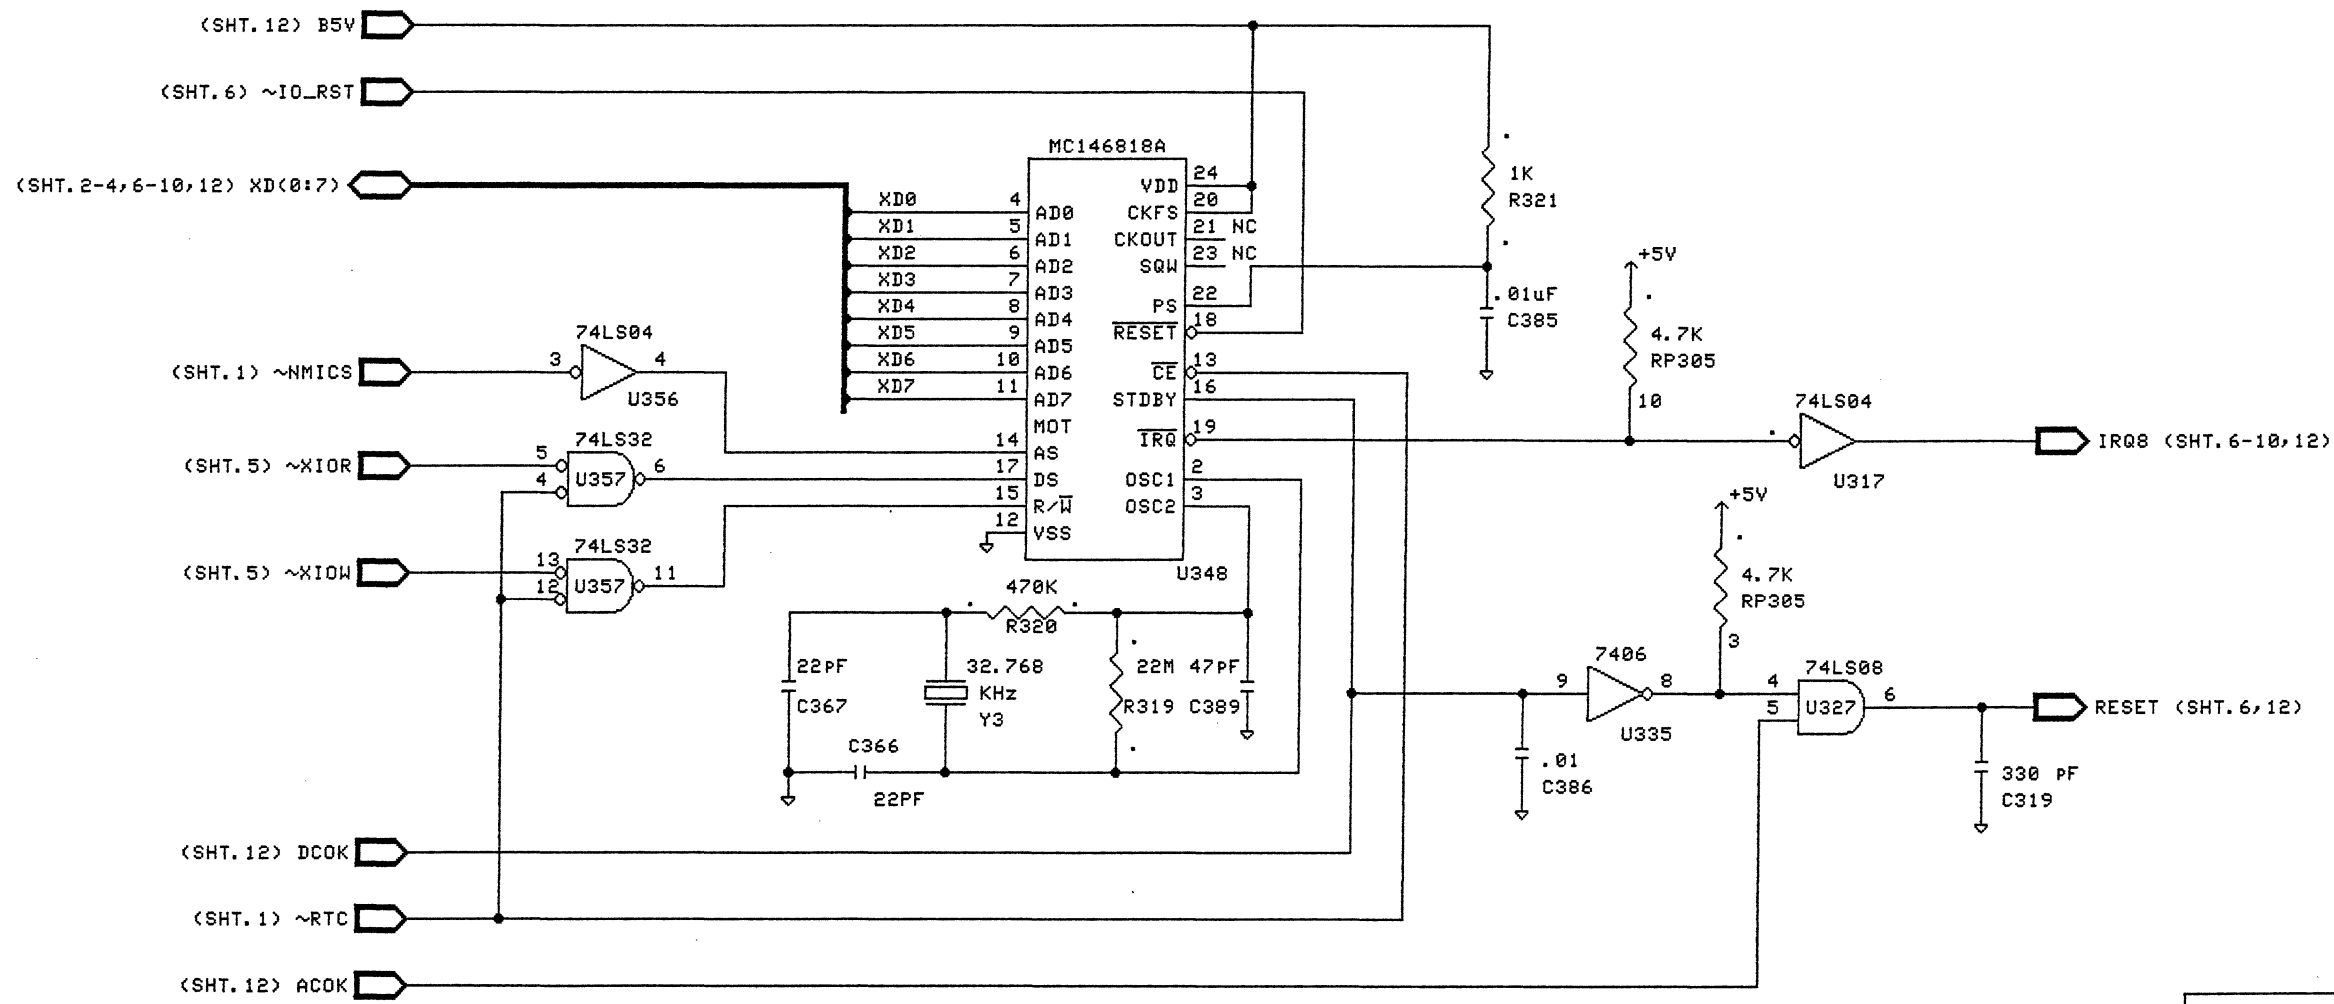 (SHT.12) B5V
(SHT.6) ~IO_RST
(SHT.2-4,6-10,12) XD(0:7)
(SHT.1) ~NMICS
(SHT.5) ~XIOR
(SHT.5) ~XIOW
(SHT.12) DCOK
(SHT.1) ~RTC
(SHT.12) ACOK
74LS04
3
4
U356
74LS32
5
4
U357
6
74LS32
13
12
U357
11
XD0
XD1
XD2
XD3
XD4
XD5
XD6
XD7
4
5
6
7
8
9
10
11
14
17
15
12
MC146818A
AD0
AD1
AD2
AD3
AD4
AD5
AD6
AD7
MOT
AS
DS
R/W
VSS
VDD
CKFS
CKOUT
SQW
PS
RESET
CE
STDBY
IRQ
OSC1
OSC2
24
20
21 NC
23 NC
22
18
13
16
19
2
3
U348
470K
R320
22PF
C367
32.768
KHz
Y3
22M
R319
47PF
C389
C366
22PF
1K
R321
.01uF
C385
+5V
4.7K
RP305
10
74LS04
U317
IRQ8 (SHT.6-10,12)
+5V
4.7K
RP305
3
7406
9
8
U335
.01
C386
74LS08
4
5
U327
6
RESET (SHT.6,12)
330 PF
C319